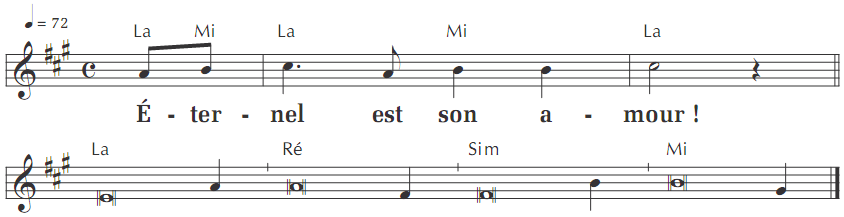 ♩ = 72
La Mi La Mi La
É - ter - nel est son a - mour !
La Ré Sim Mi